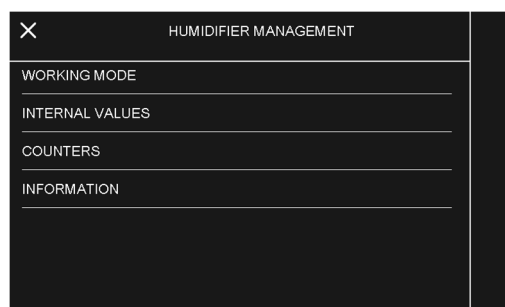 HUMIDIFIER MANAGEMENT
WORKING MODE
INTERNAL VALUES
COUNTERS
INFORMATION